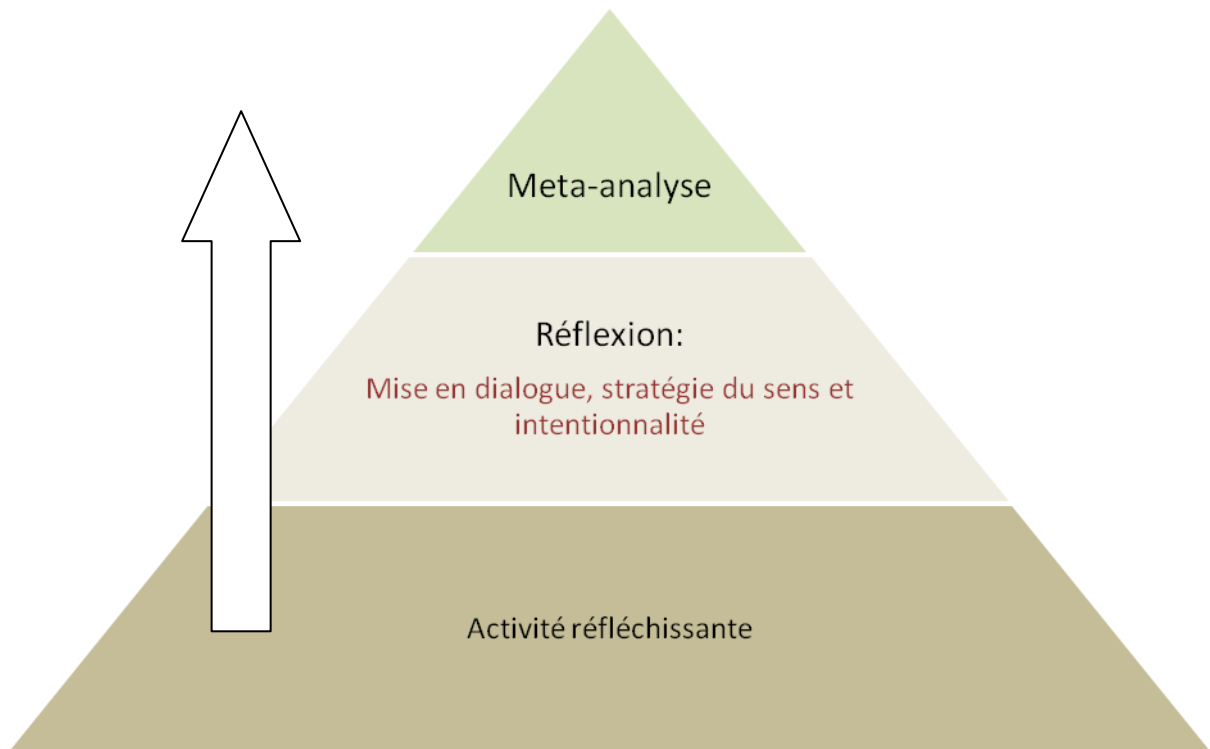 Meta-analyse
Réflexion:
Mise en dialogue, stratégie du sens et
intentionnalité
Activité réfléchissante